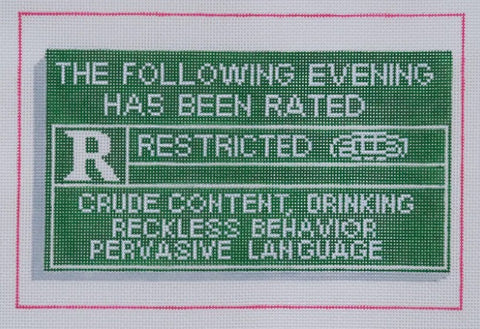 THE FOLLOWING EVENING
HAS BEEN RATED
R RESTRICTED
CRUDE CONTENT, DRINKING
RECKLESS BEHAVIOR
PERVASIVE LANGUAGE